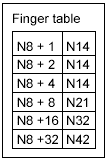 Finger table
N8 + 1 N14
N8 + 2 N14
N8 + 4 N14
N8 + 8 N21
N8 +16 N32
N8 +32 N42